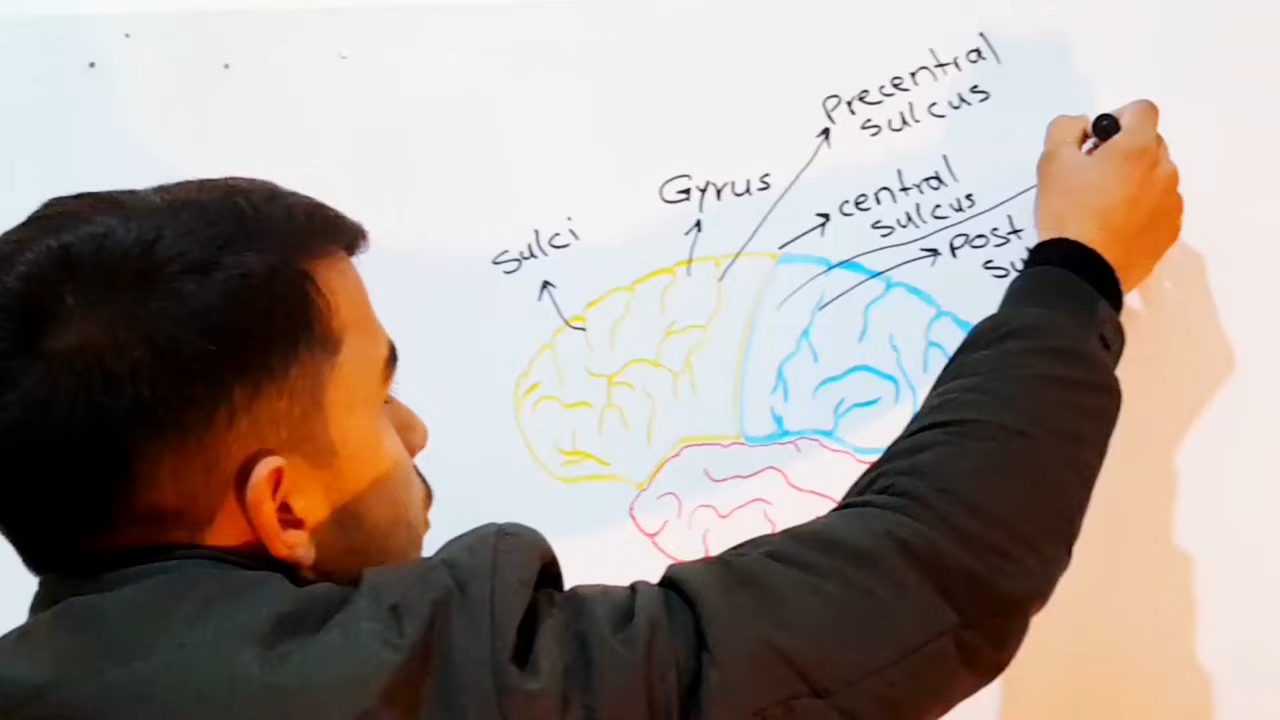 Precentral
sulcus
Gyrus
central
sulcus
sulci
post